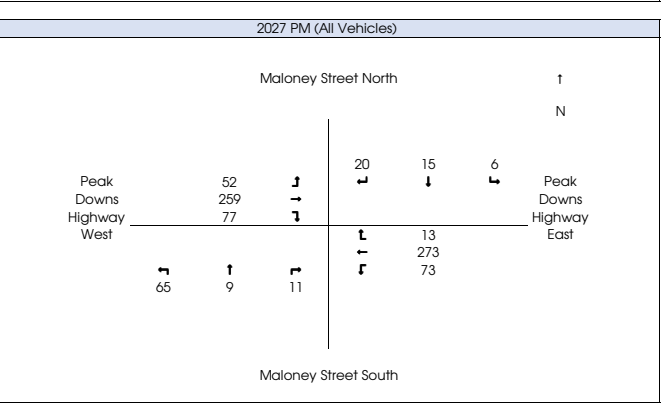 2027 PM (All Vehicles)
Maloney Street North
↑
N
20 15 6
Peak 52 Peak
Downs 259 → ↓ Downs
Highway 77 Highway
West East
13
← 273
↑ 73
65 9 11
Maloney Street South